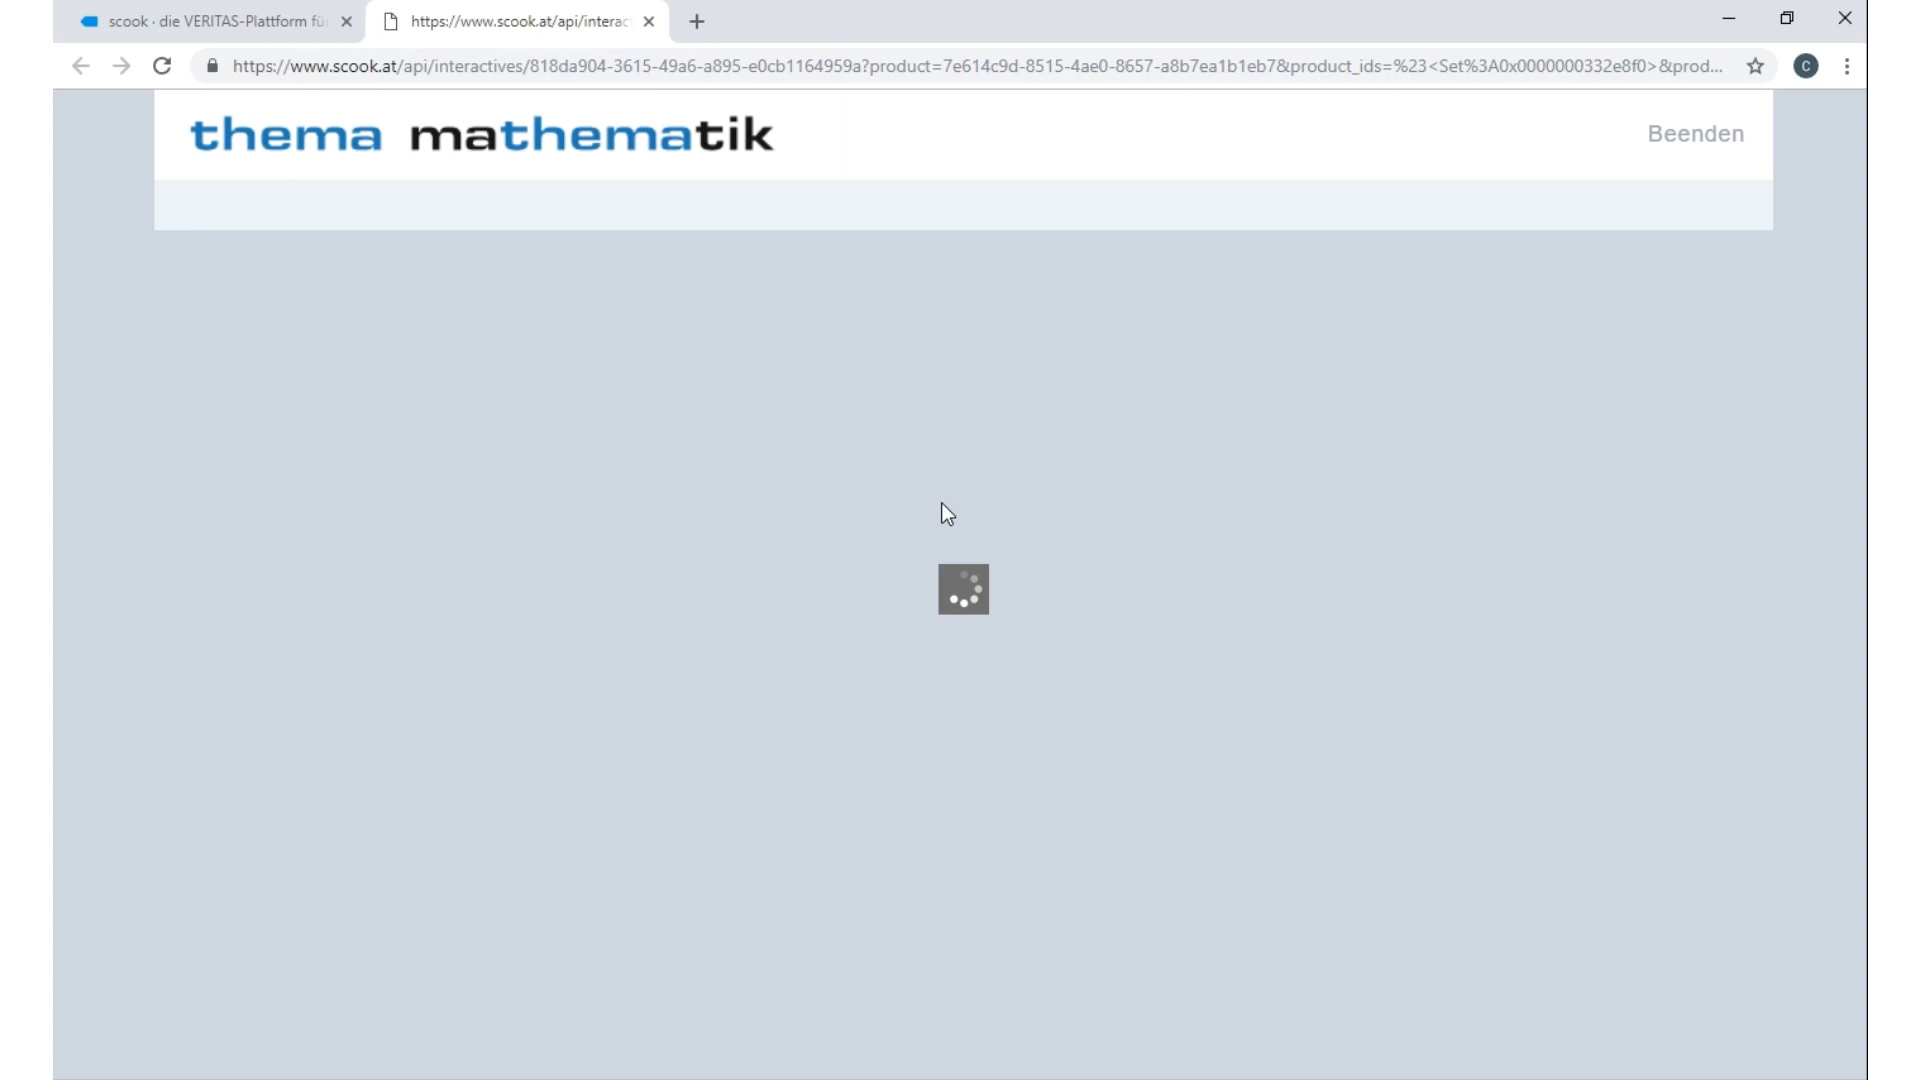 scook · die VERITAS-Plattform fü
https://www.scook.at/api/interac
https://www.scook.at/api/interactives/818da904-3615-49a6-a895-e0cb1164959a?product=7e614c9d-8515-4ae0-8657-a8b7ea1b1eb7&product_ids=%23<Set%3A0x0000000332e8f0>&prod...
C
thema mathematik
Beenden